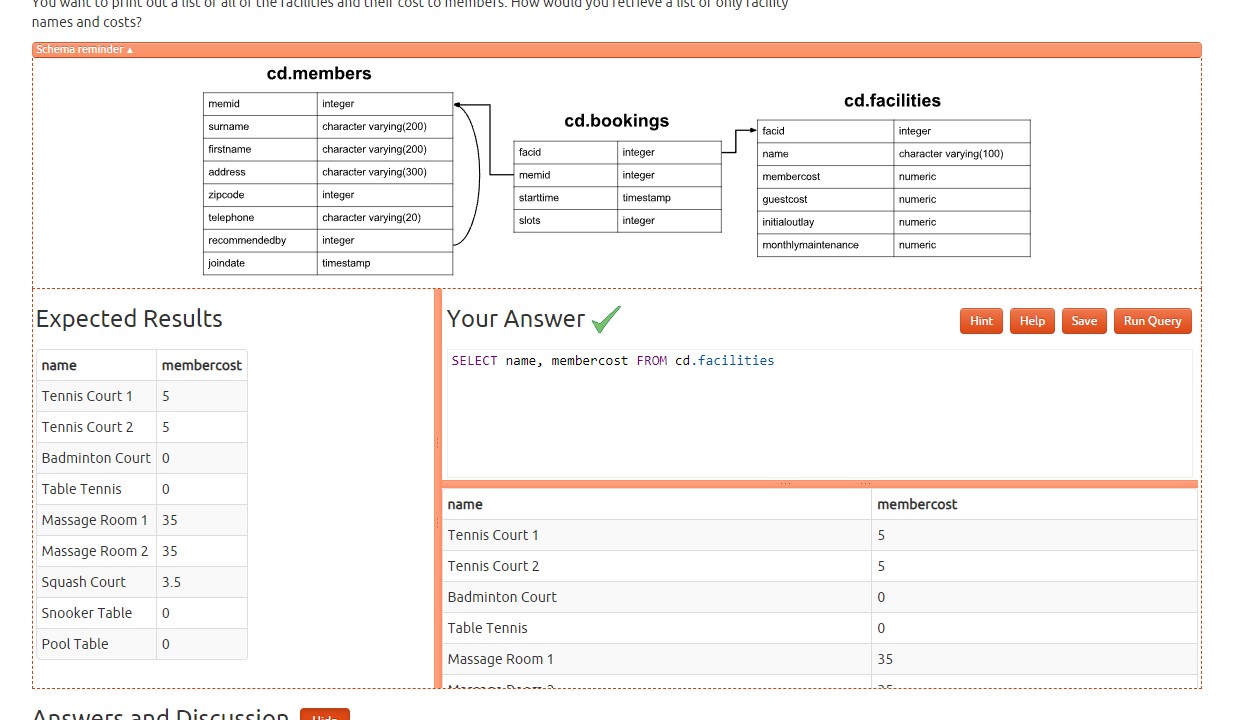 You want to print out a list of all of the facilities and their cost to members. How would you retrieve a list of only facility
names and costs?
Schema reminder ▲
cd.members
memid integer
surname character varying(200)
firstname character varying(200)
address character varying(300)
zipcode integer
telephone character varying(20)
recommendedby integer
joindate timestamp
cd.bookings
facid integer
memid integer
starttime timestamp
slots integer
cd.facilities
facid integer
name character varying(100)
membercost numeric
guestcost numeric
initialoutlay numeric
monthlymaintenance numeric
Expected Results
name membercost
Tennis Court 1 5
Tennis Court 2 5
Badminton Court 0
Table Tennis 0
Massage Room 1 35
Massage Room 2 35
Squash Court 3.5
Snooker Table 0
Pool Table 0
Your Answer
Hint Help Save Run Query
SELECT name, membercost FROM cd.facilities
name membercost
Tennis Court 1 5
Tennis Court 2 5
Badminton Court 0
Table Tennis 0
Massage Room 1 35
Massage Room 2 35
Answers and Discussion Hide